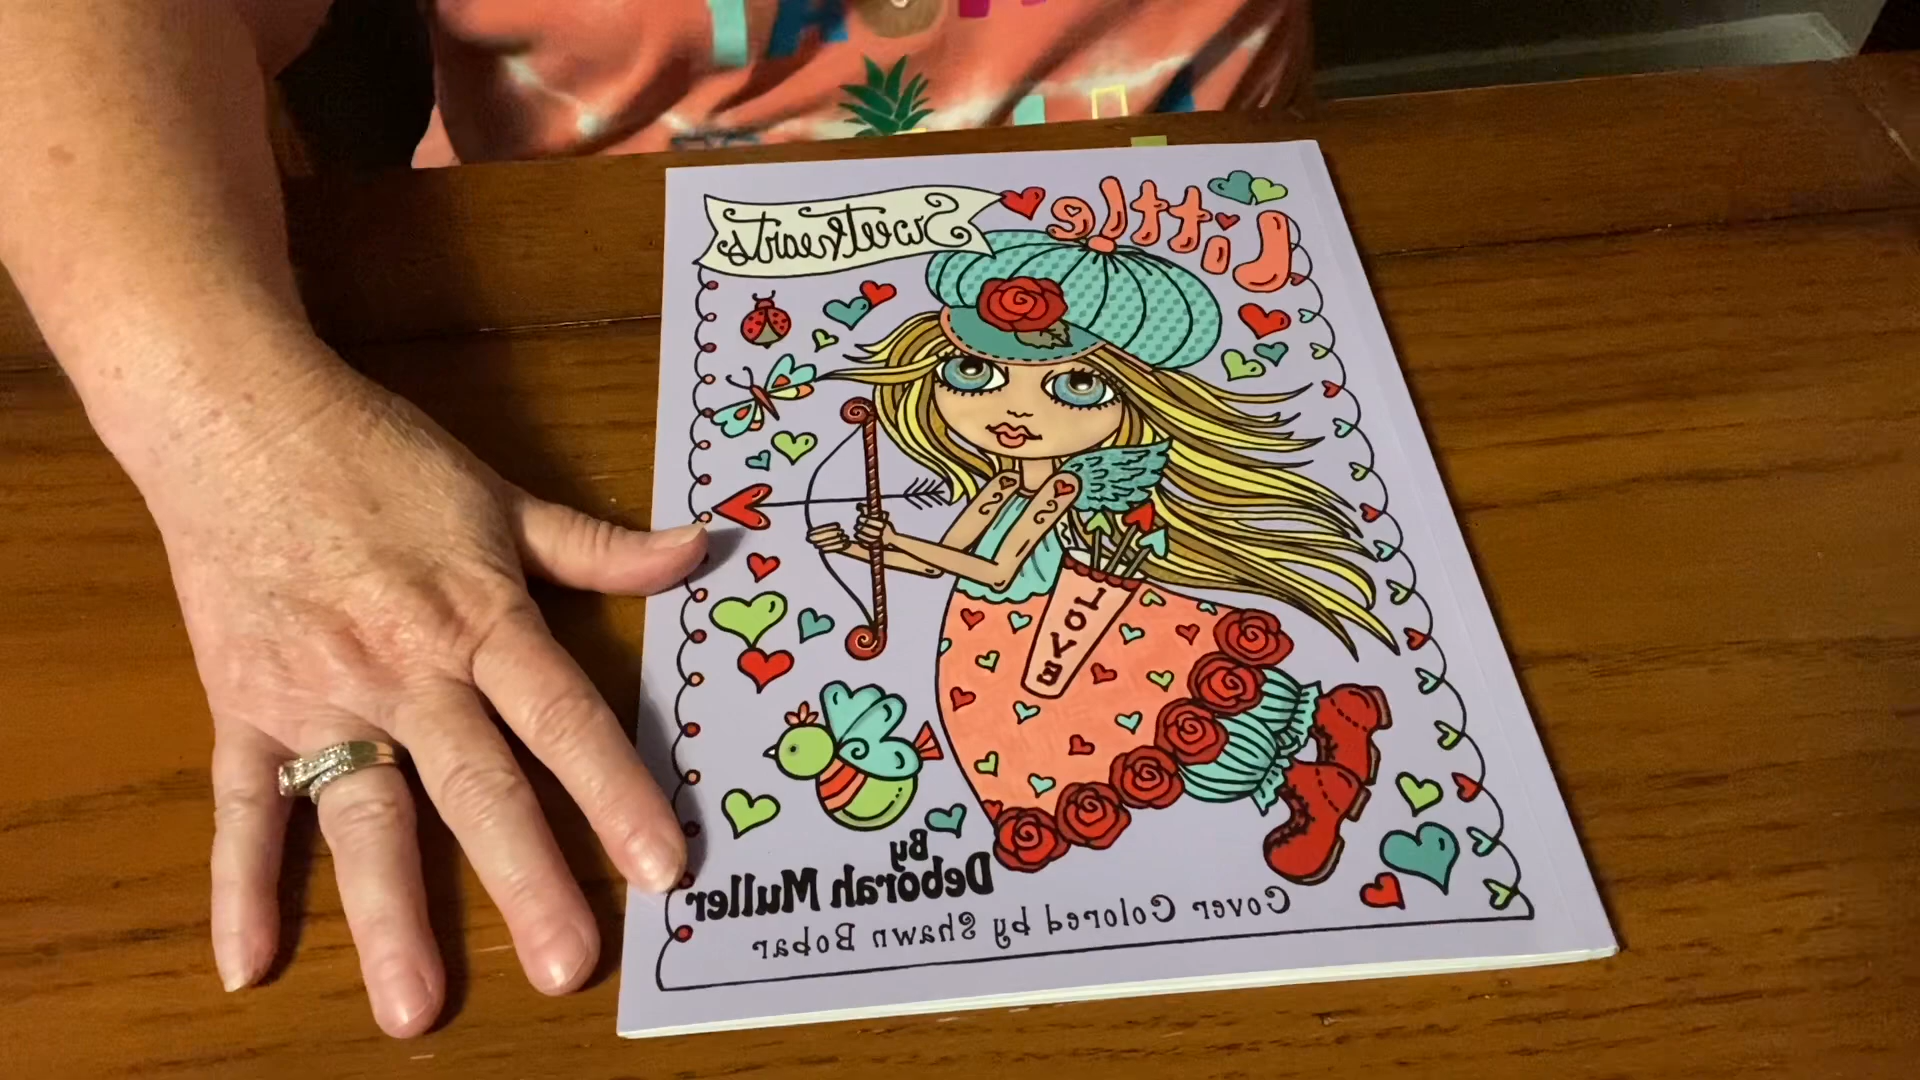 Little Sweethearts
LOVE
By
Deborah Muller
Cover Colored by Shawn Bobar